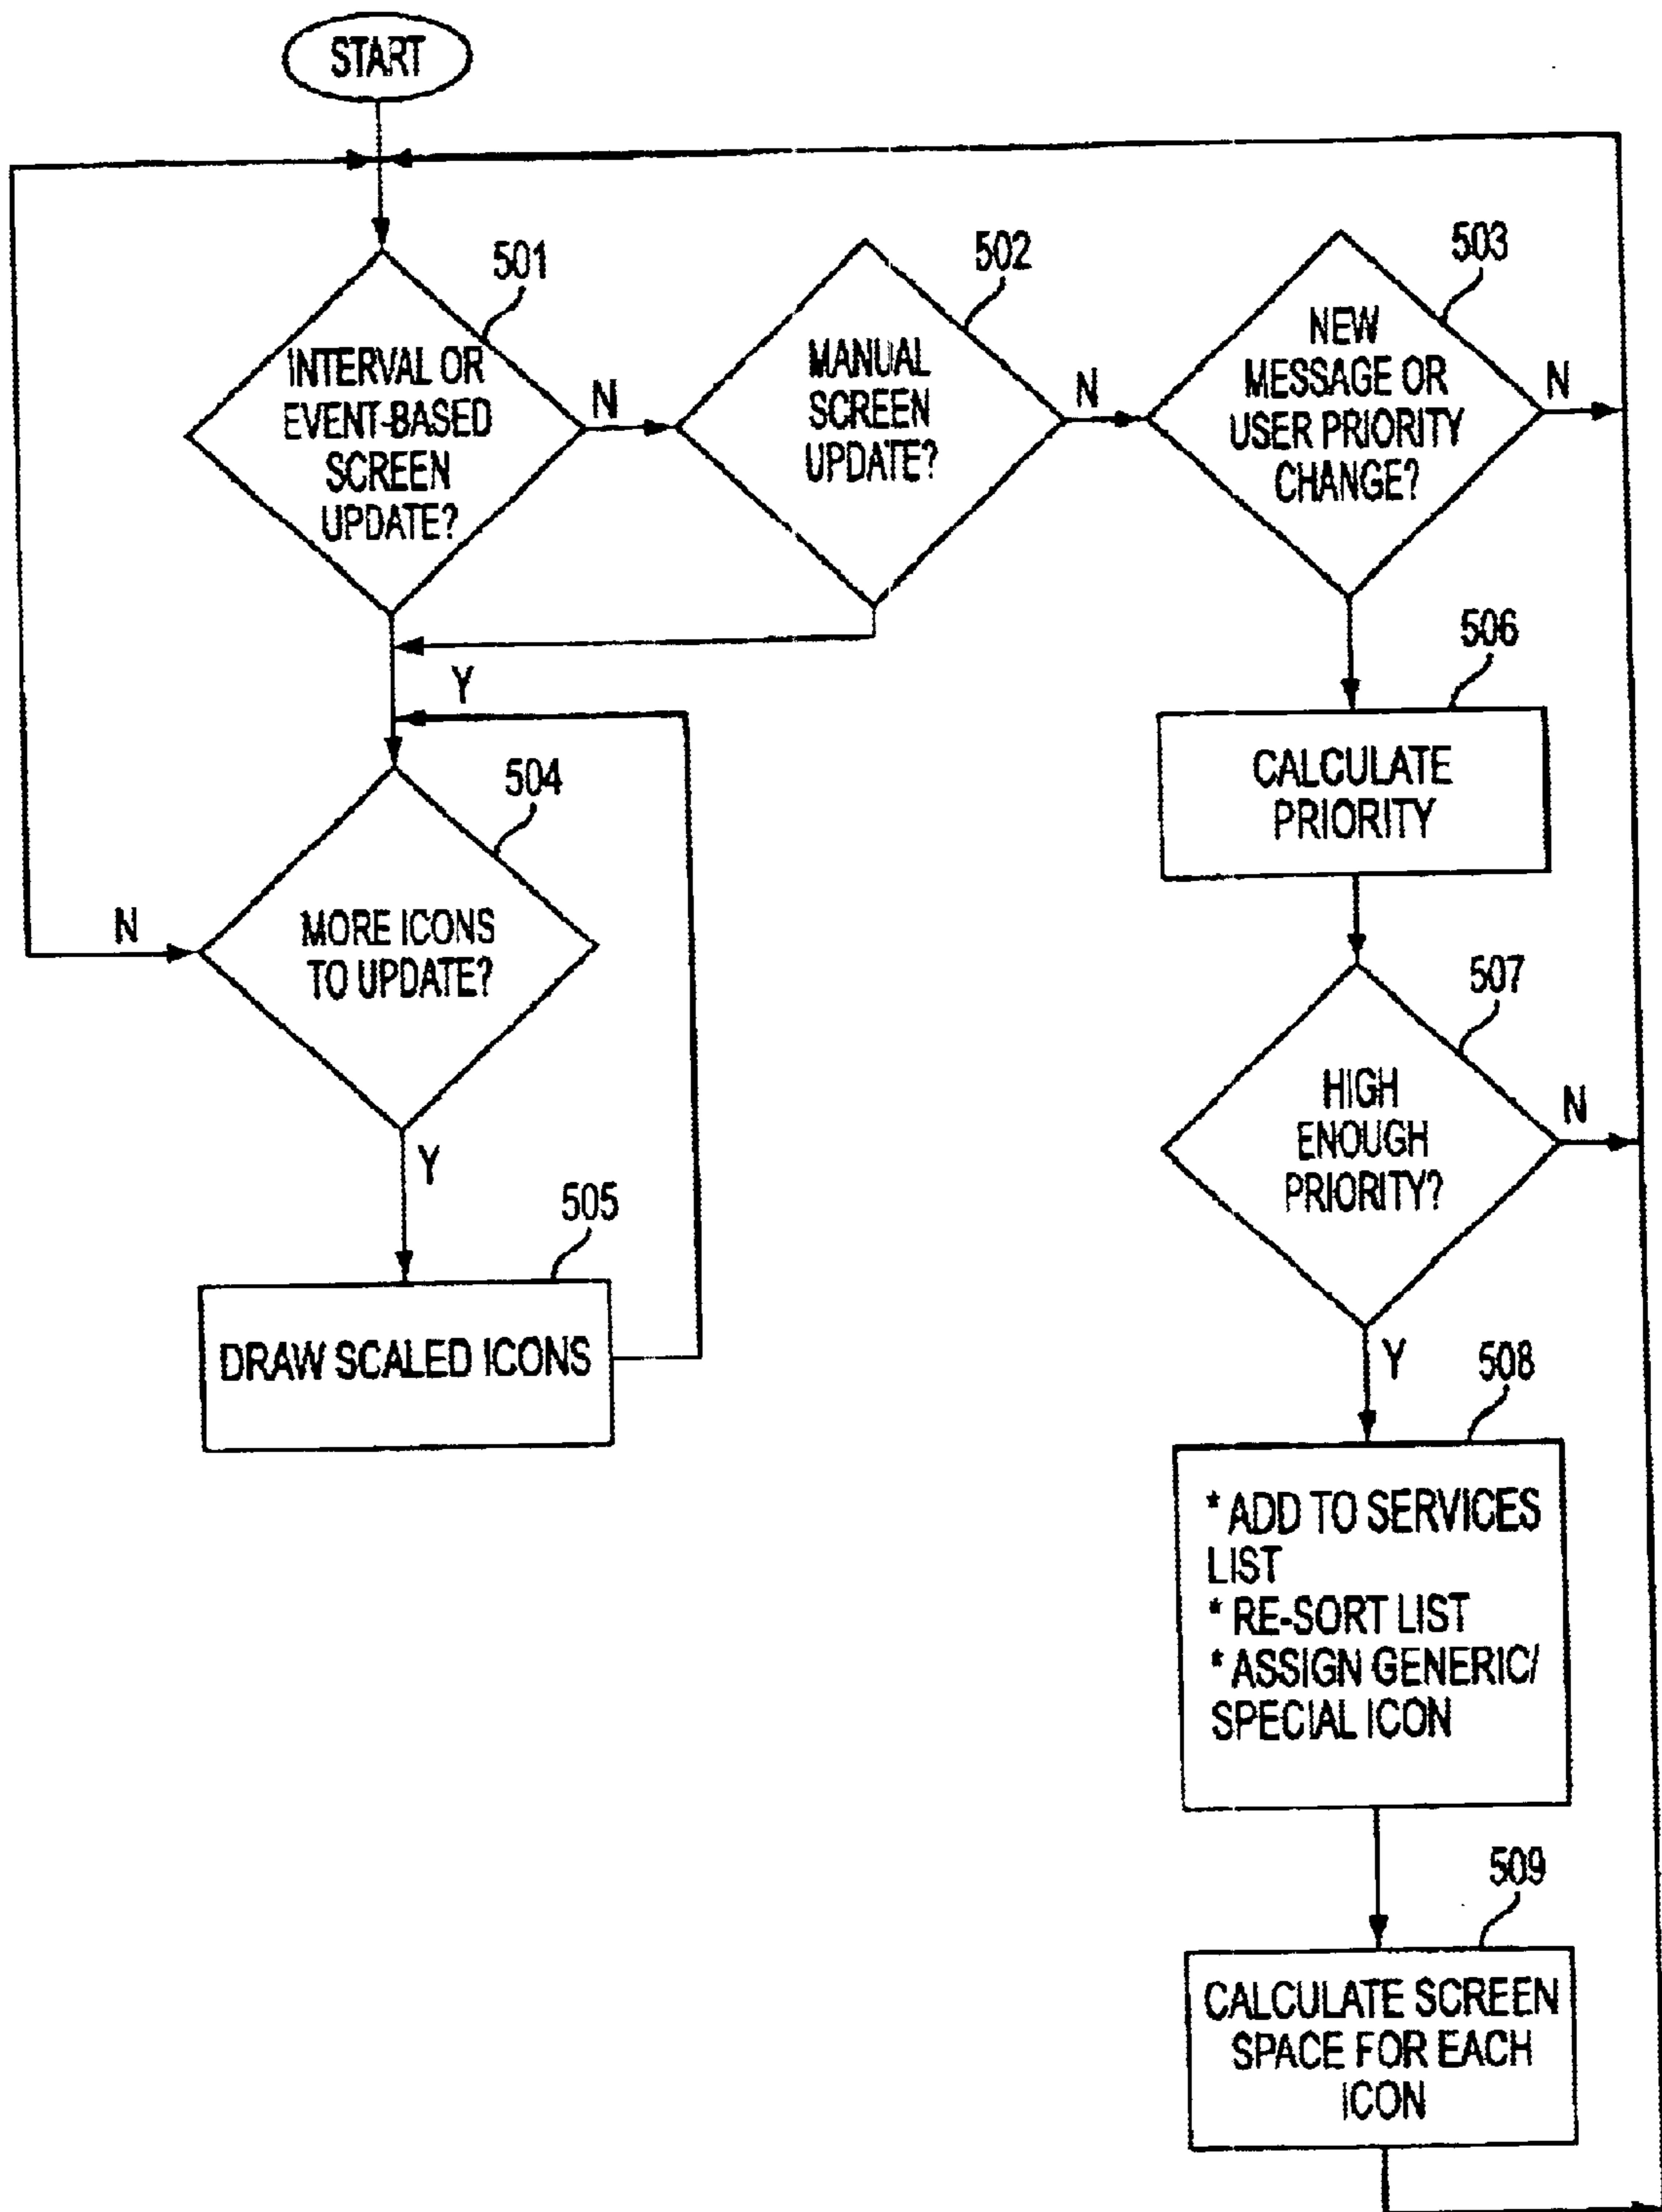 START
501
INTERVAL OR
EVENT-BASED
SCREEN
UPDATE?
N
502
MANUAL
SCREEN
UPDATE?
N
503
NEW
MESSAGE OR
USER PRIORITY
CHANGE?
N
Y
504
MORE ICONS
TO UPDATE?
N
Y
505
DRAW SCALED ICONS
506
CALCULATE
PRIORITY
507
HIGH
ENOUGH
PRIORITY?
N
Y
508
* ADD TO SERVICES
LIST
* RE-SORT LIST
* ASSIGN GENERIC/
SPECIAL ICON
509
CALCULATE SCREEN
SPACE FOR EACH
ICON